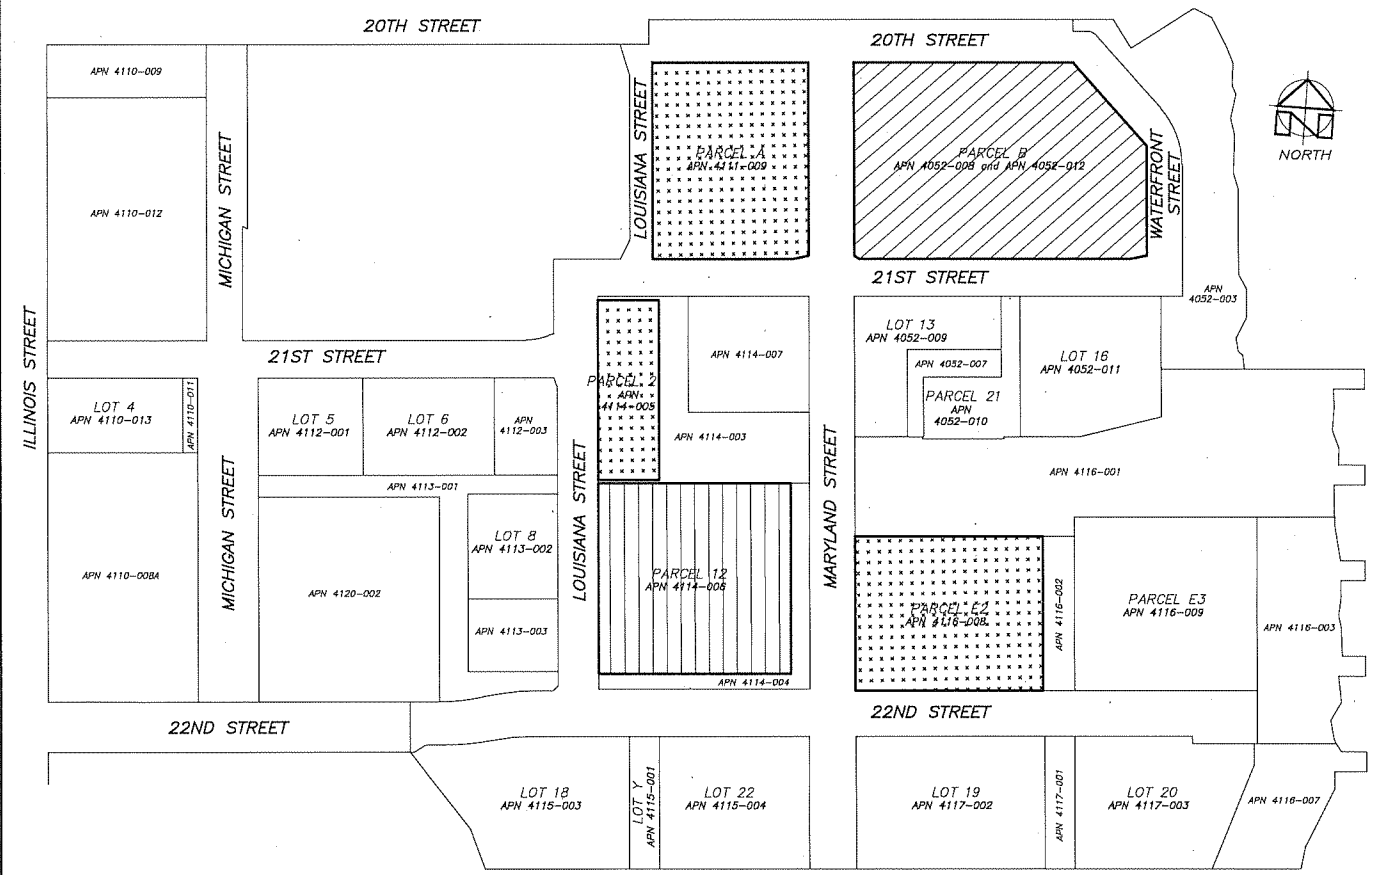 20TH STREET
20TH STREET
APN 4110-009
APN 4110-012
MICHIGAN STREET
LOUISIANA STREET
PARCEL A
APN 4111-009
PARCEL B
APN 4052-008 and APN 4052-012
WATERFRONT
STREET
NORTH
21ST STREET
APN
4052-003
ILLINOIS STREET
21ST STREET
LOT 4
APN 4110-013
APN 4110-011
LOT 5
APN 4112-001
LOT 6
APN 4112-002
APN
4112-003
PARCEL 2
APN
4114-005
APN 4114-007
APN 4114-003
LOT 13
APN 4052-009
APN 4052-007
PARCEL 21
APN
4052-010
LOT 16
APN 4052-011
APN 4116-001
APN 4113-001
MICHIGAN STREET
LOUISIANA STREET
MARYLAND STREET
APN 4110-008A
APN 4120-002
LOT 8
APN 4113-002
APN 4113-003
PARCEL 12
APN 4114-006
APN 4114-004
PARCEL E2
APN 4116-008
APN 4116-002
PARCEL E3
APN 4116-009
APN 4116-003
22ND STREET
22ND STREET
LOT 18
APN 4115-003
LOT Y
APN 4115-001
LOT 22
APN 4115-004
LOT 19
APN 4117-002
APN 4117-001
LOT 20
APN 4117-003
APN 4116-007